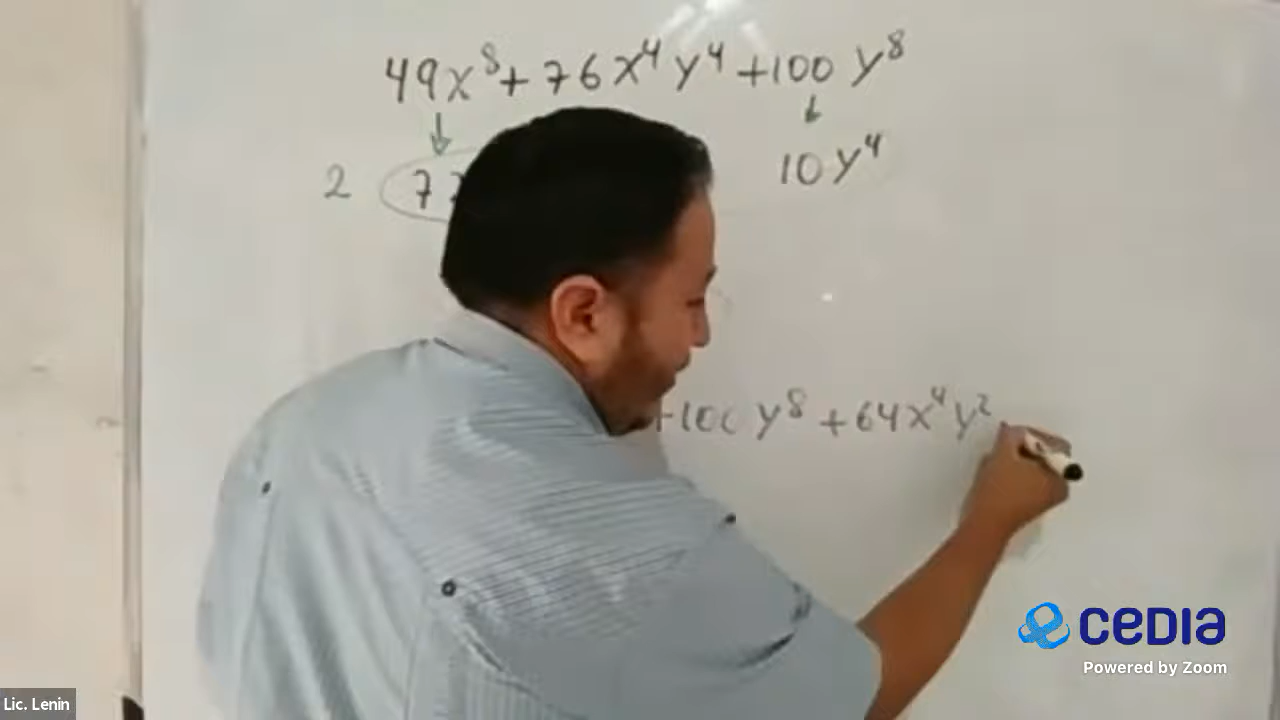 49x⁸ + 76x⁴y⁴ + 100y⁸
10y⁴
2 7
+100y⁸ + 64x⁴y²
CEDIA
Powered by Zoom
Lic. Lenin